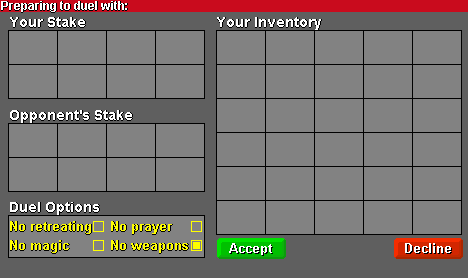 Preparing to duel with:
Your Stake
Your Inventory
Opponent's Stake
Duel Options
No retreating No prayer
No magic No weapons
Accept Decline